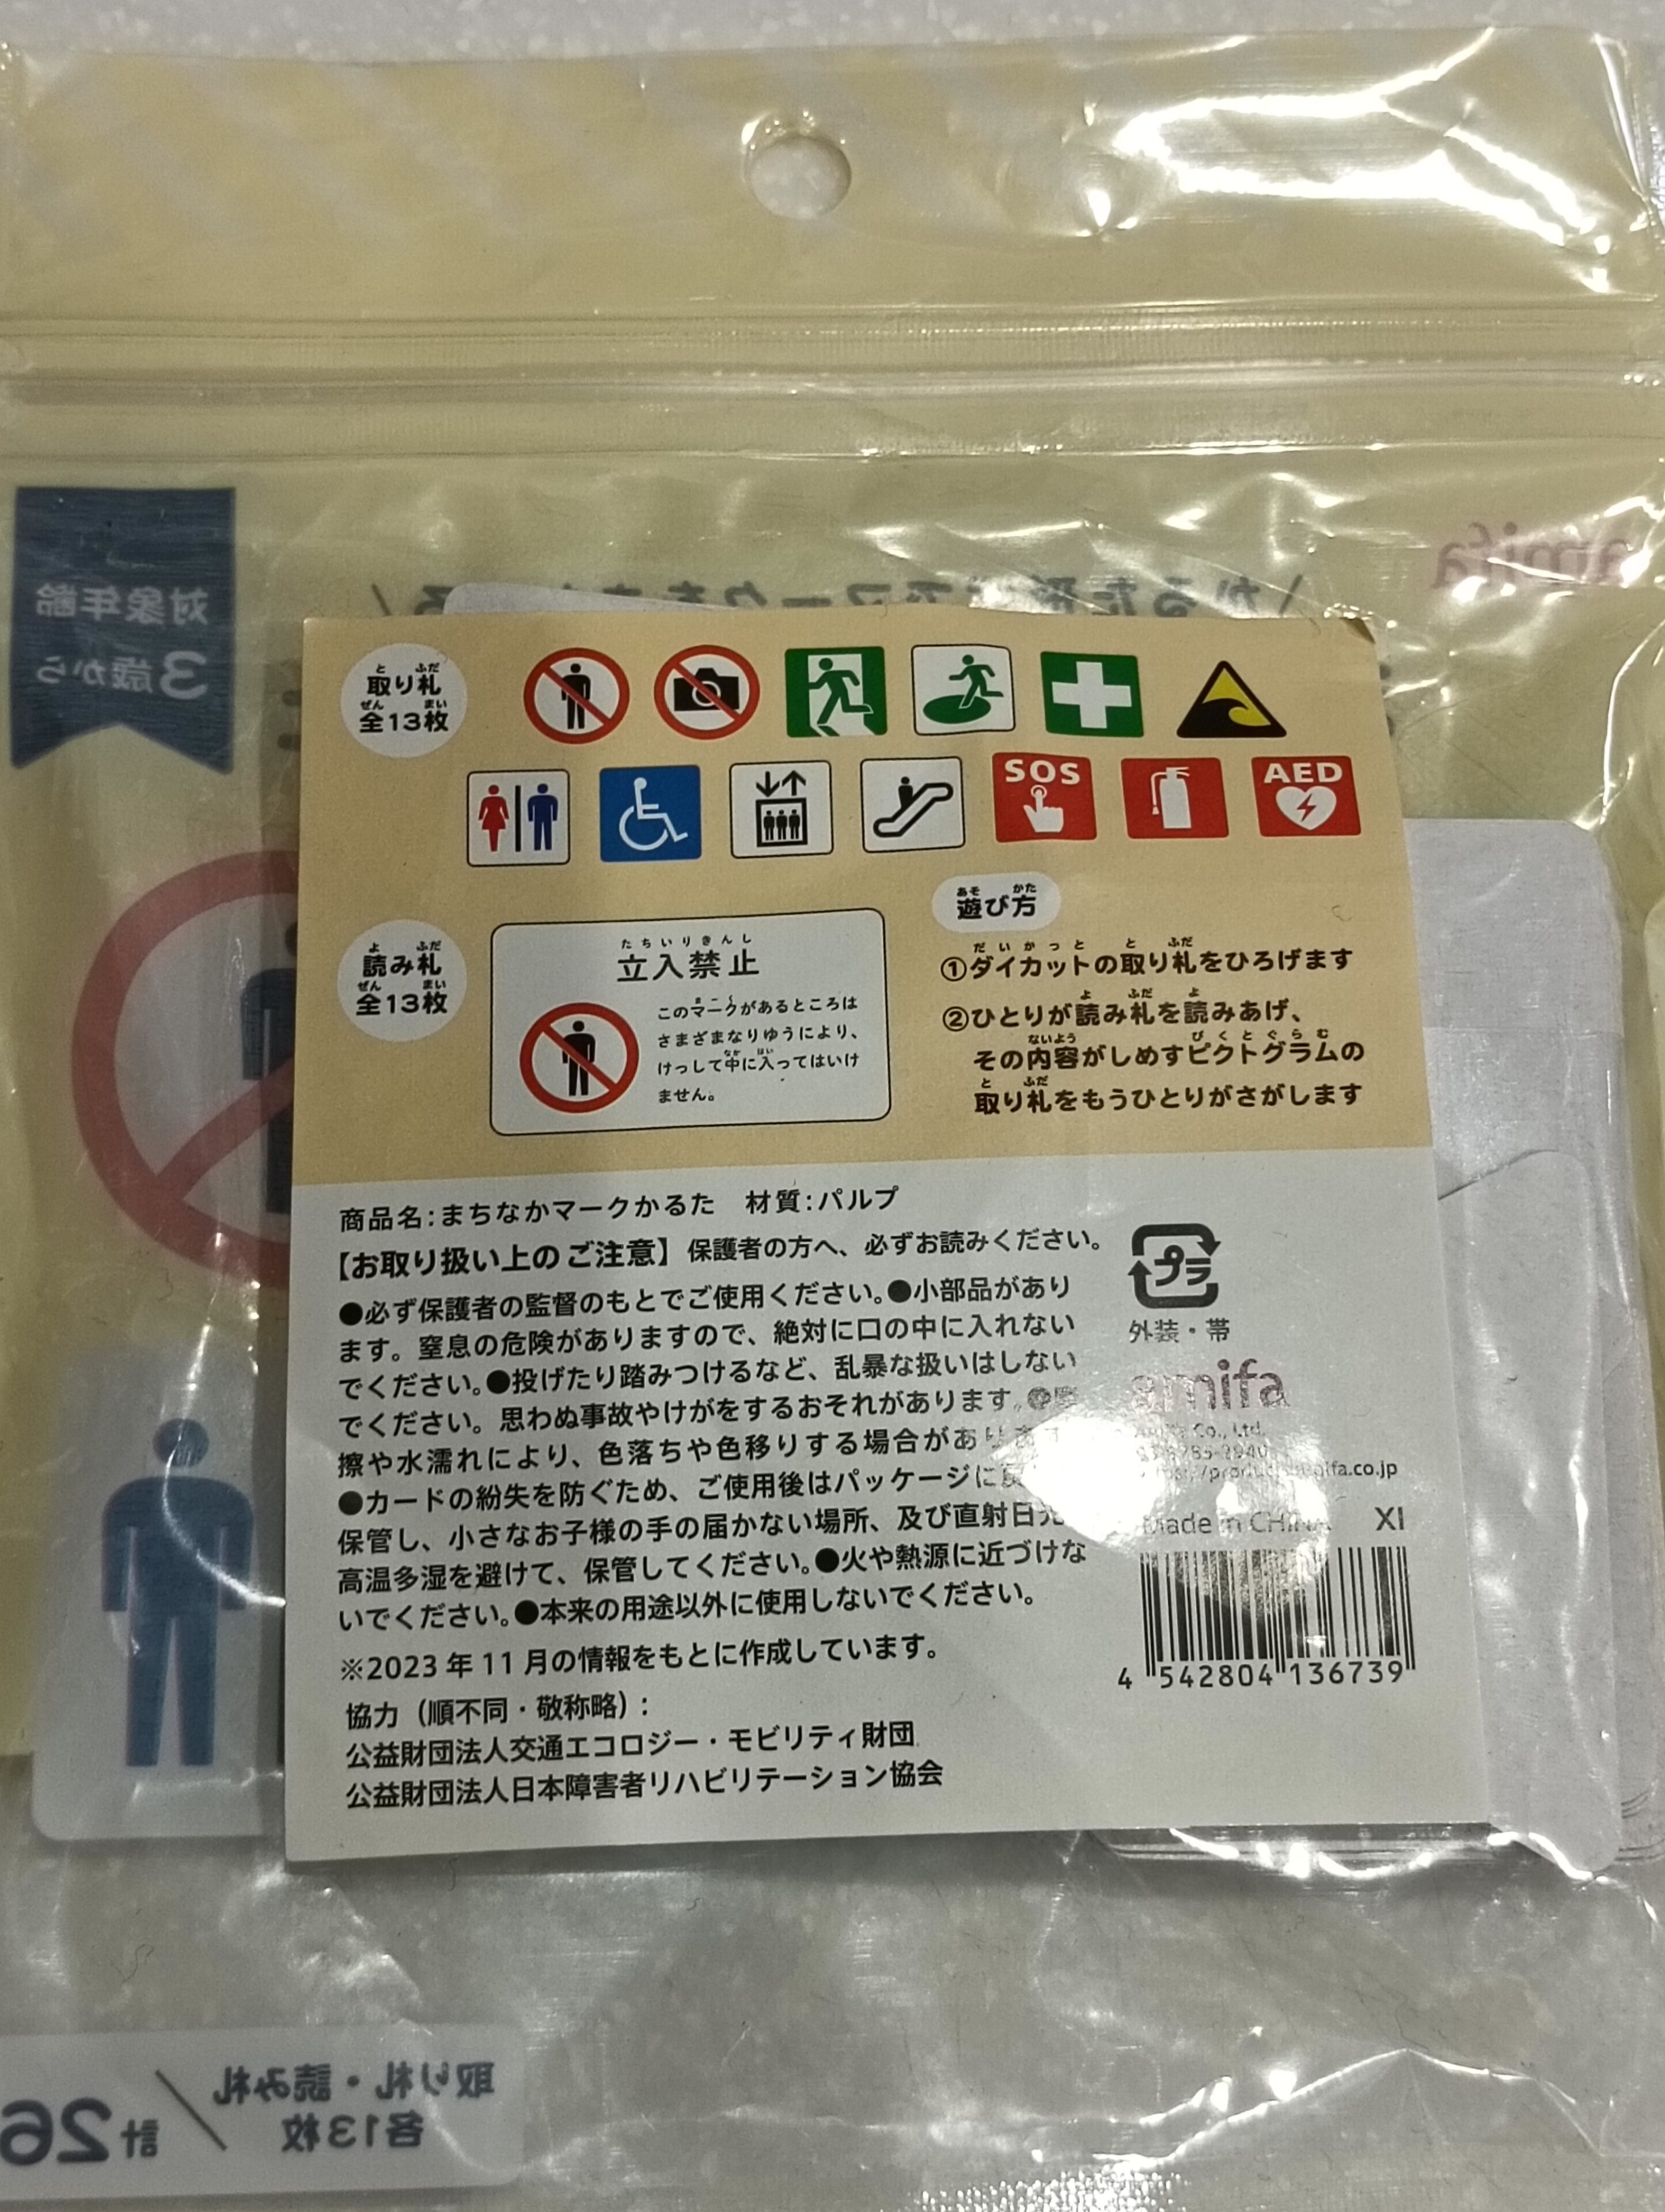 amifa
対象年齢
3歳から
取り札
全13枚
SOS
AED
読み札
全13枚
立入禁止
このマークがあるところは
さまざまなりゆうにより、
けっして中に入ってはいけ
ません。
遊び方
①ダイカットの取り札をひろげます
②ひとりが読み札を読みあげ、
その内容がしめすピクトグラムの
取り札をもうひとりがさがします
商品名:まちなかマークかるた 材質:パルプ
【お取り扱い上のご注意】保護者の方へ、必ずお読みください。
●必ず保護者の監督のもとでご使用ください。●小部品があり
ます。窒息の危険がありますので、絶対に口の中に入れない
でください。●投げたり踏みつけるなど、乱暴な扱いはしない
でください。思わぬ事故やけがをするおそれがあります。
擦や水濡れにより、色落ちや色移りする場合があります
●カードの紛失を防ぐため、ご使用後はパッケージに
保管し、小さなお子様の手の届かない場所、及び直射日光
高温多湿を避けて、保管してください。●火や熱源に近づけな
いでください。●本来の用途以外に使用しないでください。
※2023年11月の情報をもとに作成しています。
協力（順不同・敬称略）:
公益財団法人交通エコロジー・モビリティ財団
公益財団法人日本障害者リハビリテーション協会
プラ
外装・帯
amifa
Co., Ltd.
Made in CHINA XI
4 542804 136739
取り札・読み札
各13枚
計26